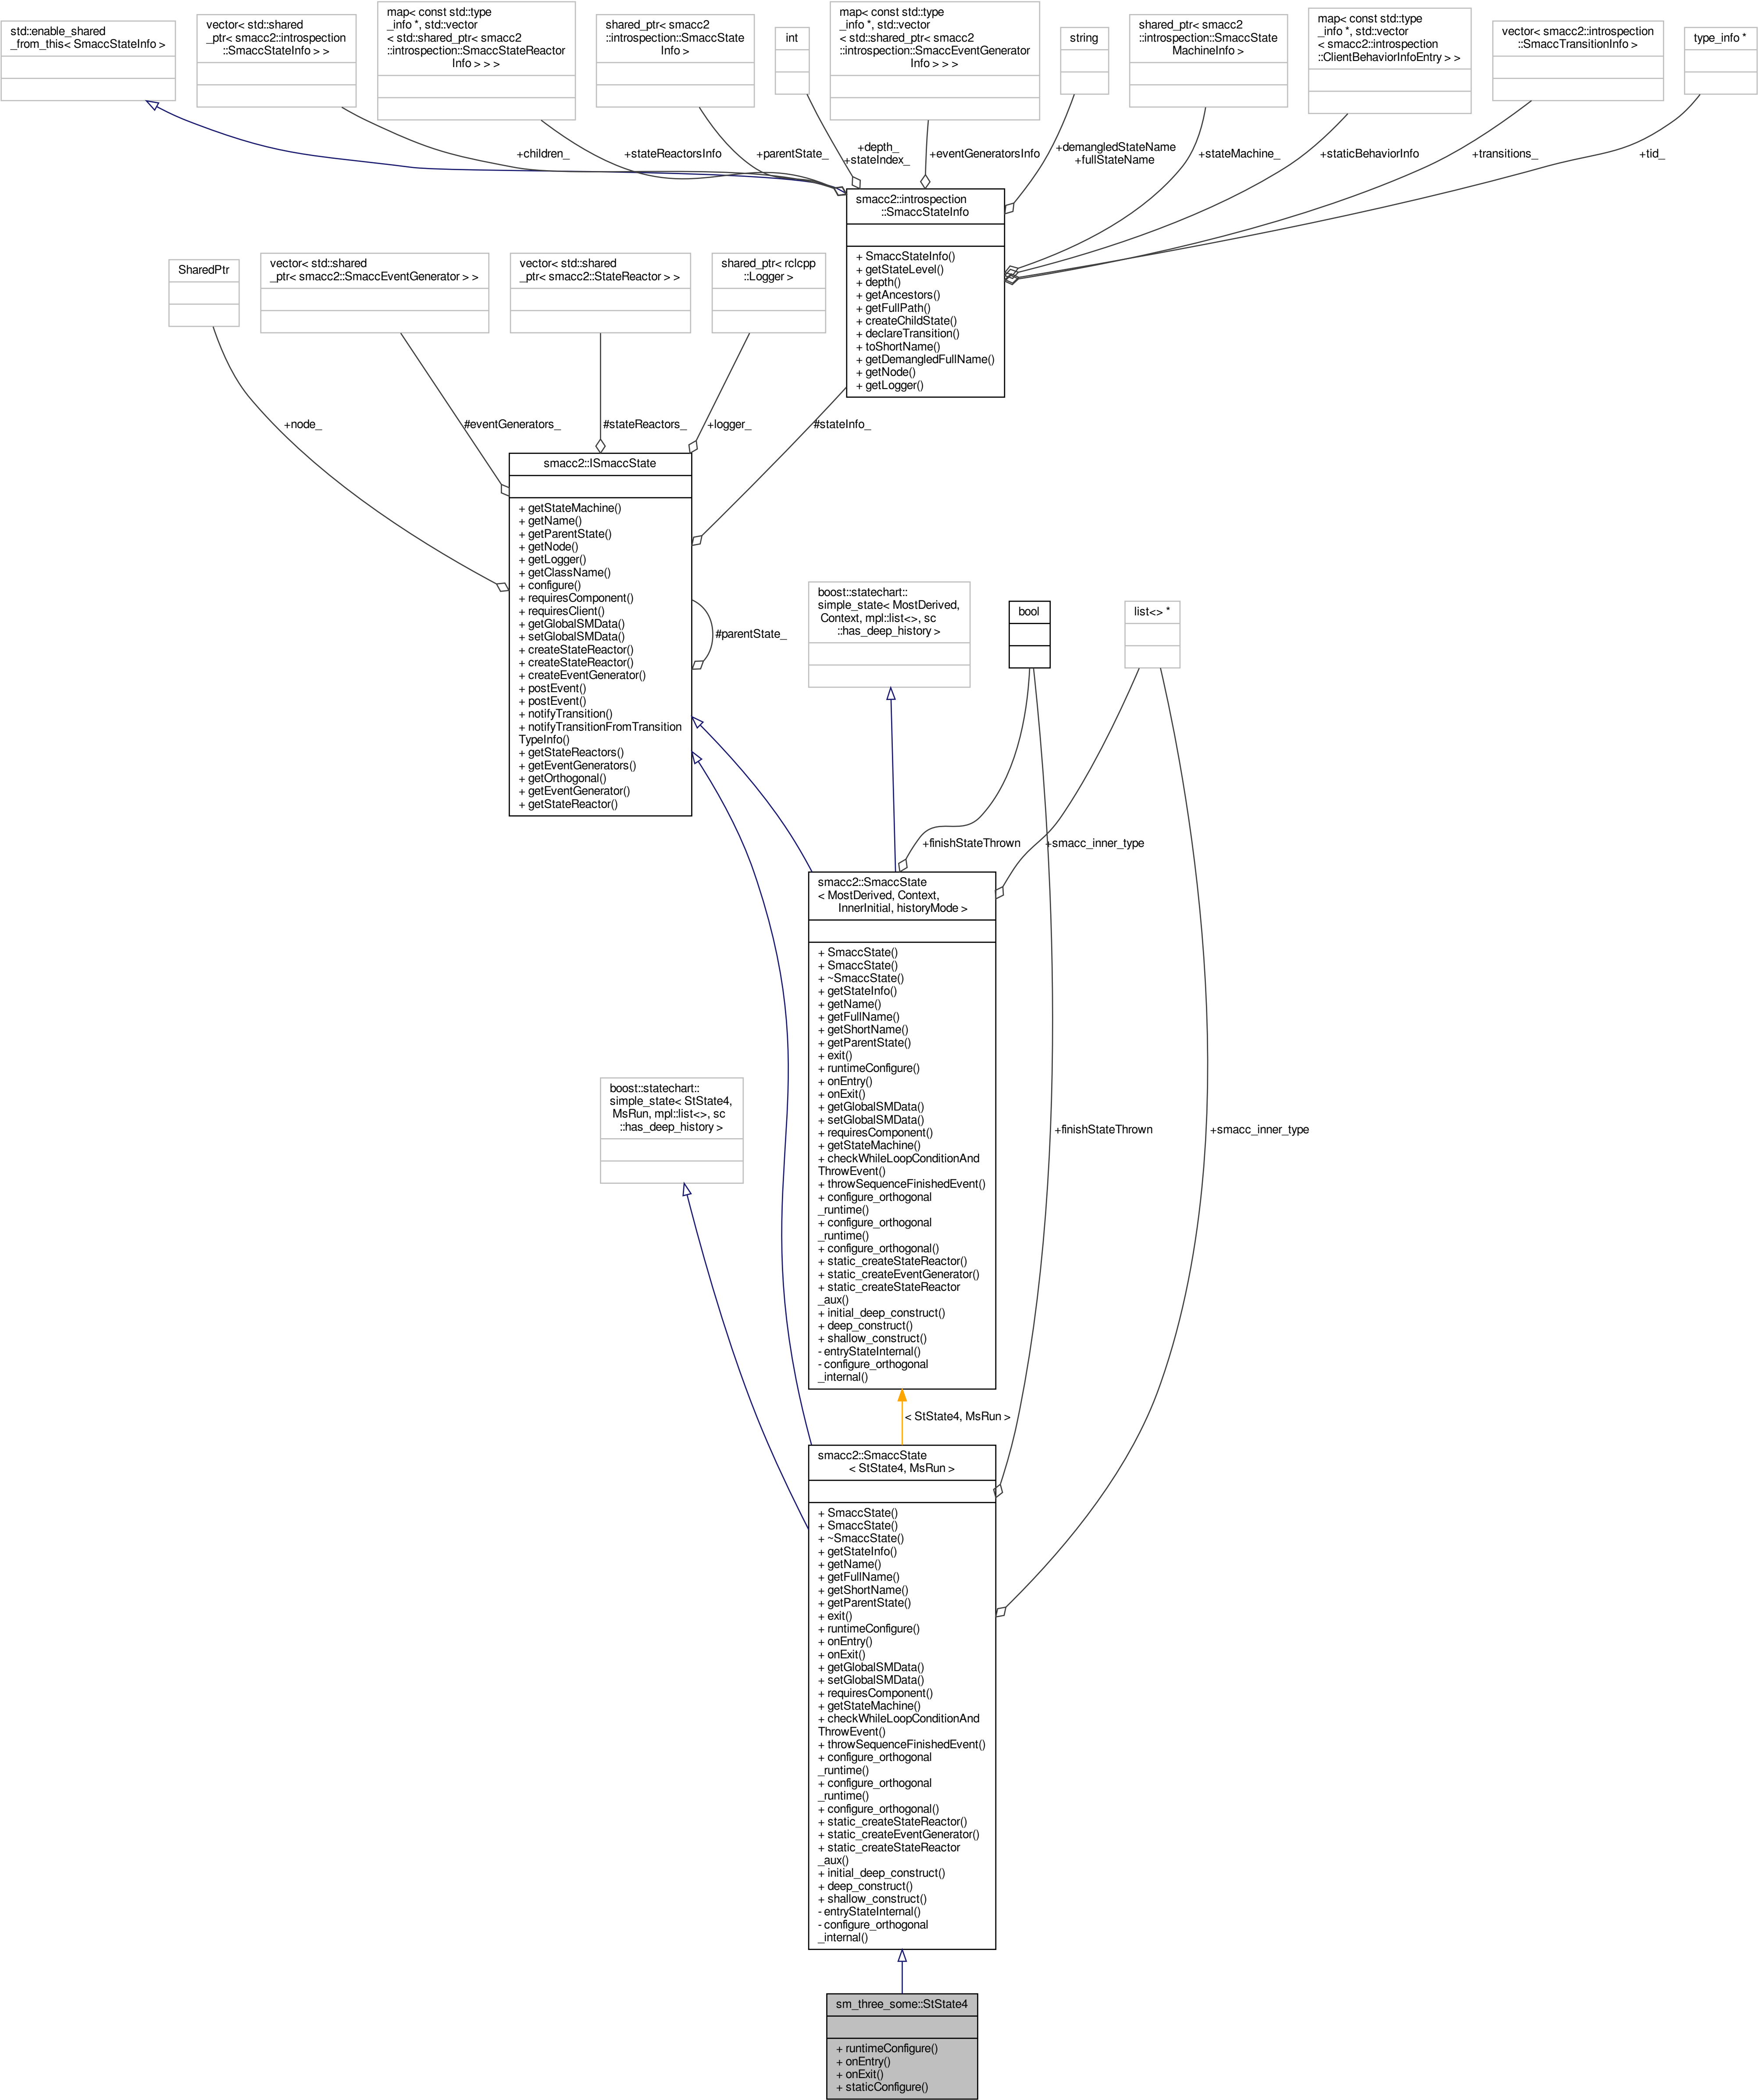 std::enable_shared
_from_this< SmaccStateInfo >
vector< std::shared
_ptr< smacc2::introspection
::SmaccStateInfo > >
map< const std::type
_info *, std::vector
< std::shared_ptr< smacc2
::introspection::SmaccStateReactor
Info > > >
shared_ptr< smacc2
::introspection::SmaccState
Info >
int
map< const std::type
_info *, std::vector
< std::shared_ptr< smacc2
::introspection::SmaccEventGenerator
Info > > >
string
shared_ptr< smacc2
::introspection::SmaccState
MachineInfo >
map< const std::type
_info *, std::vector
< smacc2::introspection
::ClientBehaviorInfoEntry > >
vector< smacc2::introspection
::SmaccTransitionInfo >
type_info *
+children_
+stateReactorsInfo
+parentState_
+depth_
+stateIndex_
+eventGeneratorsInfo
+demangledStateName
+fullStateName
+stateMachine_
+staticBehaviorInfo
+transitions_
+tid_
smacc2::introspection
::SmaccStateInfo
+ SmaccStateInfo()
+ getStateLevel()
+ depth()
+ getAncestors()
+ getFullPath()
+ createChildState()
+ declareTransition()
+ toShortName()
+ getDemangledFullName()
+ getNode()
+ getLogger()
SharedPtr
vector< std::shared
_ptr< smacc2::SmaccEventGenerator > >
vector< std::shared
_ptr< smacc2::StateReactor > >
shared_ptr< rclcpp
::Logger >
+node_
#eventGenerators_
#stateReactors_
+logger_
#stateInfo_
smacc2::ISmaccState
+ getStateMachine()
+ getName()
+ getParentState()
+ getNode()
+ getLogger()
+ getClassName()
+ configure()
+ requiresComponent()
+ requiresClient()
+ getGlobalSMData()
+ setGlobalSMData()
+ createStateReactor()
+ createStateReactor()
+ createEventGenerator()
+ postEvent()
+ postEvent()
+ notifyTransition()
+ notifyTransitionFromTransition
TypeInfo()
+ getStateReactors()
+ getEventGenerators()
+ getOrthogonal()
+ getEventGenerator()
+ getStateReactor()
#parentState_
boost::statechart::
simple_state< MostDerived,
Context, mpl::list<>, sc
::has_deep_history >
bool
list<> *
+finishStateThrown
+smacc_inner_type
smacc2::SmaccState
< MostDerived, Context,
InnerInitial, historyMode >
+ SmaccState()
+ SmaccState()
+ ~SmaccState()
+ getStateInfo()
+ getName()
+ getFullName()
+ getShortName()
+ getParentState()
+ exit()
+ runtimeConfigure()
+ onEntry()
+ onExit()
+ getGlobalSMData()
+ setGlobalSMData()
+ requiresComponent()
+ getStateMachine()
+ checkWhileLoopConditionAnd
ThrowEvent()
+ throwSequenceFinishedEvent()
+ configure_orthogonal
_runtime()
+ configure_orthogonal
_runtime()
+ configure_orthogonal()
+ static_createStateReactor()
+ static_createEventGenerator()
+ static_createStateReactor
_aux()
+ initial_deep_construct()
+ deep_construct()
+ shallow_construct()
- entryStateInternal()
- configure_orthogonal
_internal()
boost::statechart::
simple_state< StState4,
MsRun, mpl::list<>, sc
::has_deep_history >
+finishStateThrown
+smacc_inner_type
< StState4, MsRun >
smacc2::SmaccState
< StState4, MsRun >
+ SmaccState()
+ SmaccState()
+ ~SmaccState()
+ getStateInfo()
+ getName()
+ getFullName()
+ getShortName()
+ getParentState()
+ exit()
+ runtimeConfigure()
+ onEntry()
+ onExit()
+ getGlobalSMData()
+ setGlobalSMData()
+ requiresComponent()
+ getStateMachine()
+ checkWhileLoopConditionAnd
ThrowEvent()
+ throwSequenceFinishedEvent()
+ configure_orthogonal
_runtime()
+ configure_orthogonal
_runtime()
+ configure_orthogonal()
+ static_createStateReactor()
+ static_createEventGenerator()
+ static_createStateReactor
_aux()
+ initial_deep_construct()
+ deep_construct()
+ shallow_construct()
- entryStateInternal()
- configure_orthogonal
_internal()
sm_three_some::StState4
+ runtimeConfigure()
+ onEntry()
+ onExit()
+ staticConfigure()